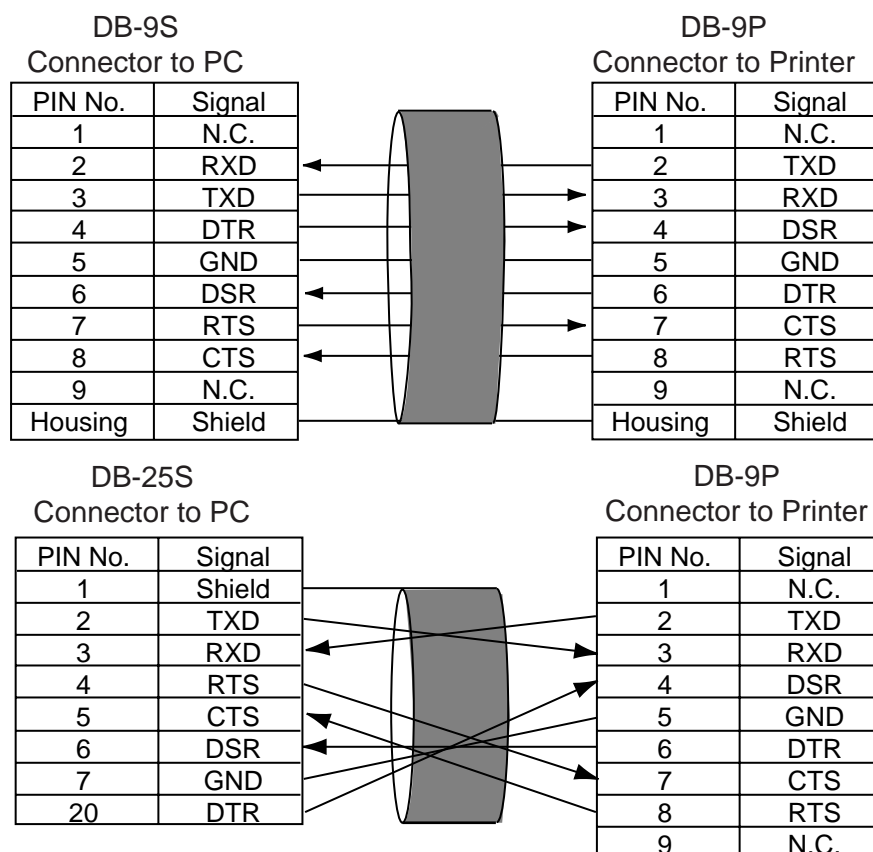 DB-9S
Connector to PC
PIN No. Signal
1 N.C.
2 RXD
3 TXD
4 DTR
5 GND
6 DSR
7 RTS
8 CTS
9 N.C.
Housing Shield
DB-9P
Connector to Printer
PIN No. Signal
1 N.C.
2 TXD
3 RXD
4 DSR
5 GND
6 DTR
7 CTS
8 RTS
9 N.C.
Housing Shield
DB-25S
Connector to PC
PIN No. Signal
1 Shield
2 TXD
3 RXD
4 RTS
5 CTS
6 DSR
7 GND
20 DTR
DB-9P
Connector to Printer
PIN No. Signal
1 N.C.
2 TXD
3 RXD
4 DSR
5 GND
6 DTR
7 CTS
8 RTS
9 N.C.